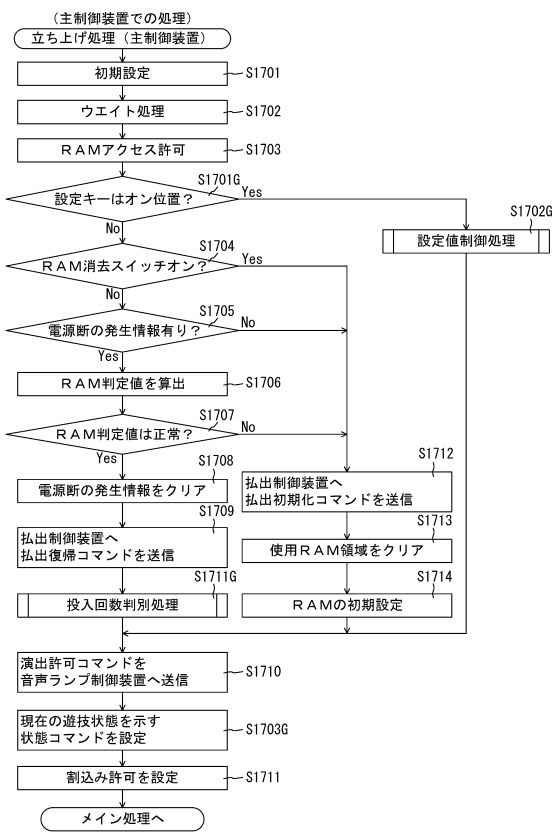 （主制御装置での処理）
立ち上げ処理（主制御装置）
初期設定
S1701
ウエイト処理
S1702
ＲＡＭアクセス許可
S1703
設定キーはオン位置？
S1701G
Yes
No
設定値制御処理
S1702G
ＲＡＭ消去スイッチオン？
S1704
Yes
No
電源断の発生情報有り？
S1705
No
Yes
ＲＡＭ判定値を算出
S1706
ＲＡＭ判定値は正常？
S1707
No
Yes
電源断の発生情報をクリア
S1708
払出制御装置へ
払出復帰コマンドを送信
S1709
投入回数判別処理
S1711G
払出制御装置へ
払出初期化コマンドを送信
S1712
使用ＲＡＭ領域をクリア
S1713
ＲＡＭの初期設定
S1714
演出許可コマンドを
音声ランプ制御装置へ送信
S1710
現在の遊技状態を示す
状態コマンドを設定
S1703G
割込み許可を設定
S1711
メイン処理へ